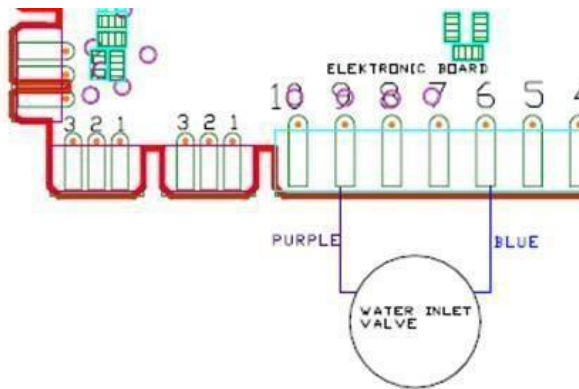 ELEKTRONIC BOARD
10 9 8 7 6 5 4
3 2 1 3 2 1
PURPLE BLUE
WATER INLET
VALVE